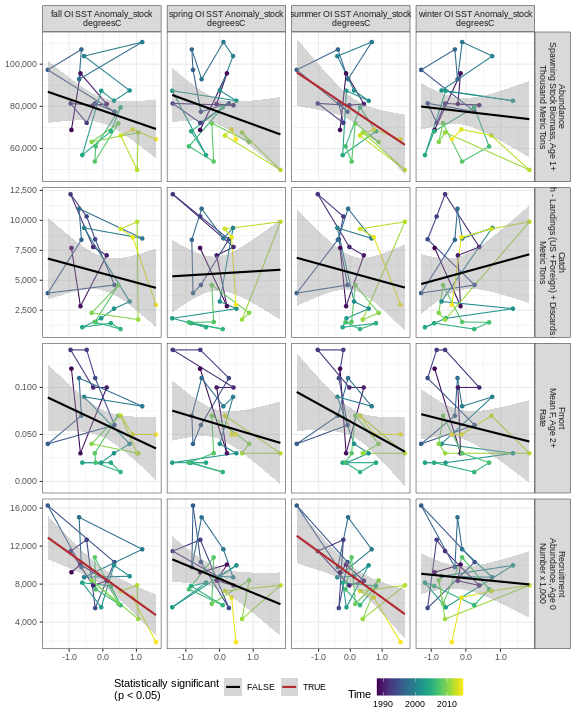 fall OI SST Anomaly_stock
degreesC
spring OI SST Anomaly_stock
degreesC
summer OI SST Anomaly_stock
degreesC
winter OI SST Anomaly_stock
degreesC
100,000
80,000
60,000
Abundance
Spawning Stock Biomass, Age 1+
Thousand Metric Tons
12,500
10,000
7,500
5,000
2,500
Catch
h - Landings (US +Foreign) + Discards
Metric Tons
0.100
0.050
0.000
Fmort
Mean F, Age 2+
Rate
16,000
12,000
8,000
4,000
Recruitment
Abundance, Age 0
Number x 1,000
-1.0 0.0 1.0
-1.0 0.0 1.0
-1.0 0.0 1.0
-1.0 0.0 1.0
Statistically significant
(p < 0.05)
FALSE
TRUE
Time
1990 2000 2010